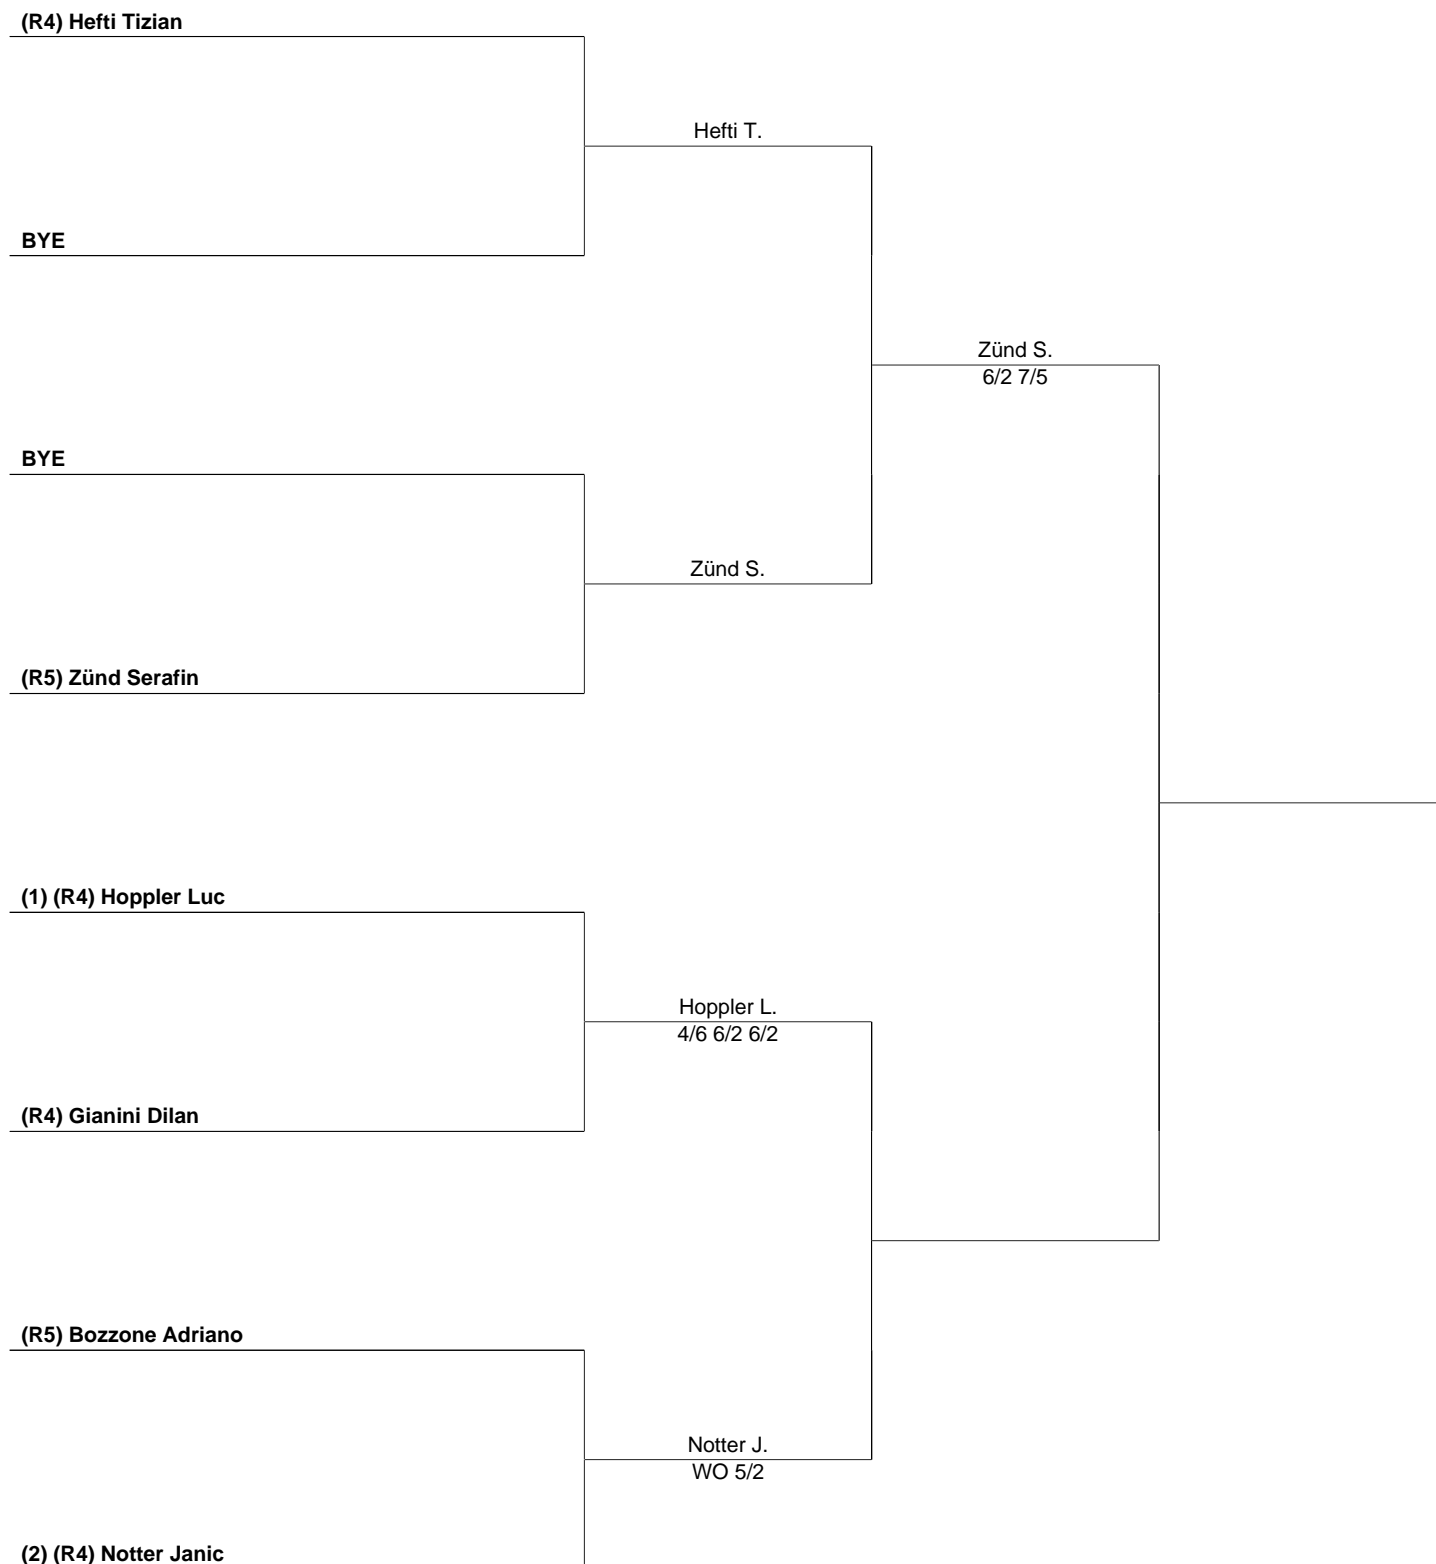 (R4) Hefti Tizian
Hefti T.
BYE
Zünd S.
6/2 7/5
BYE
Zünd S.
(R5) Zünd Serafin
(1) (R4) Hoppler Luc
Hoppler L.
4/6 6/2 6/2
(R4) Gianini Dilan
(R5) Bozzone Adriano
Notter J.
WO 5/2
(2) (R4) Notter Janic